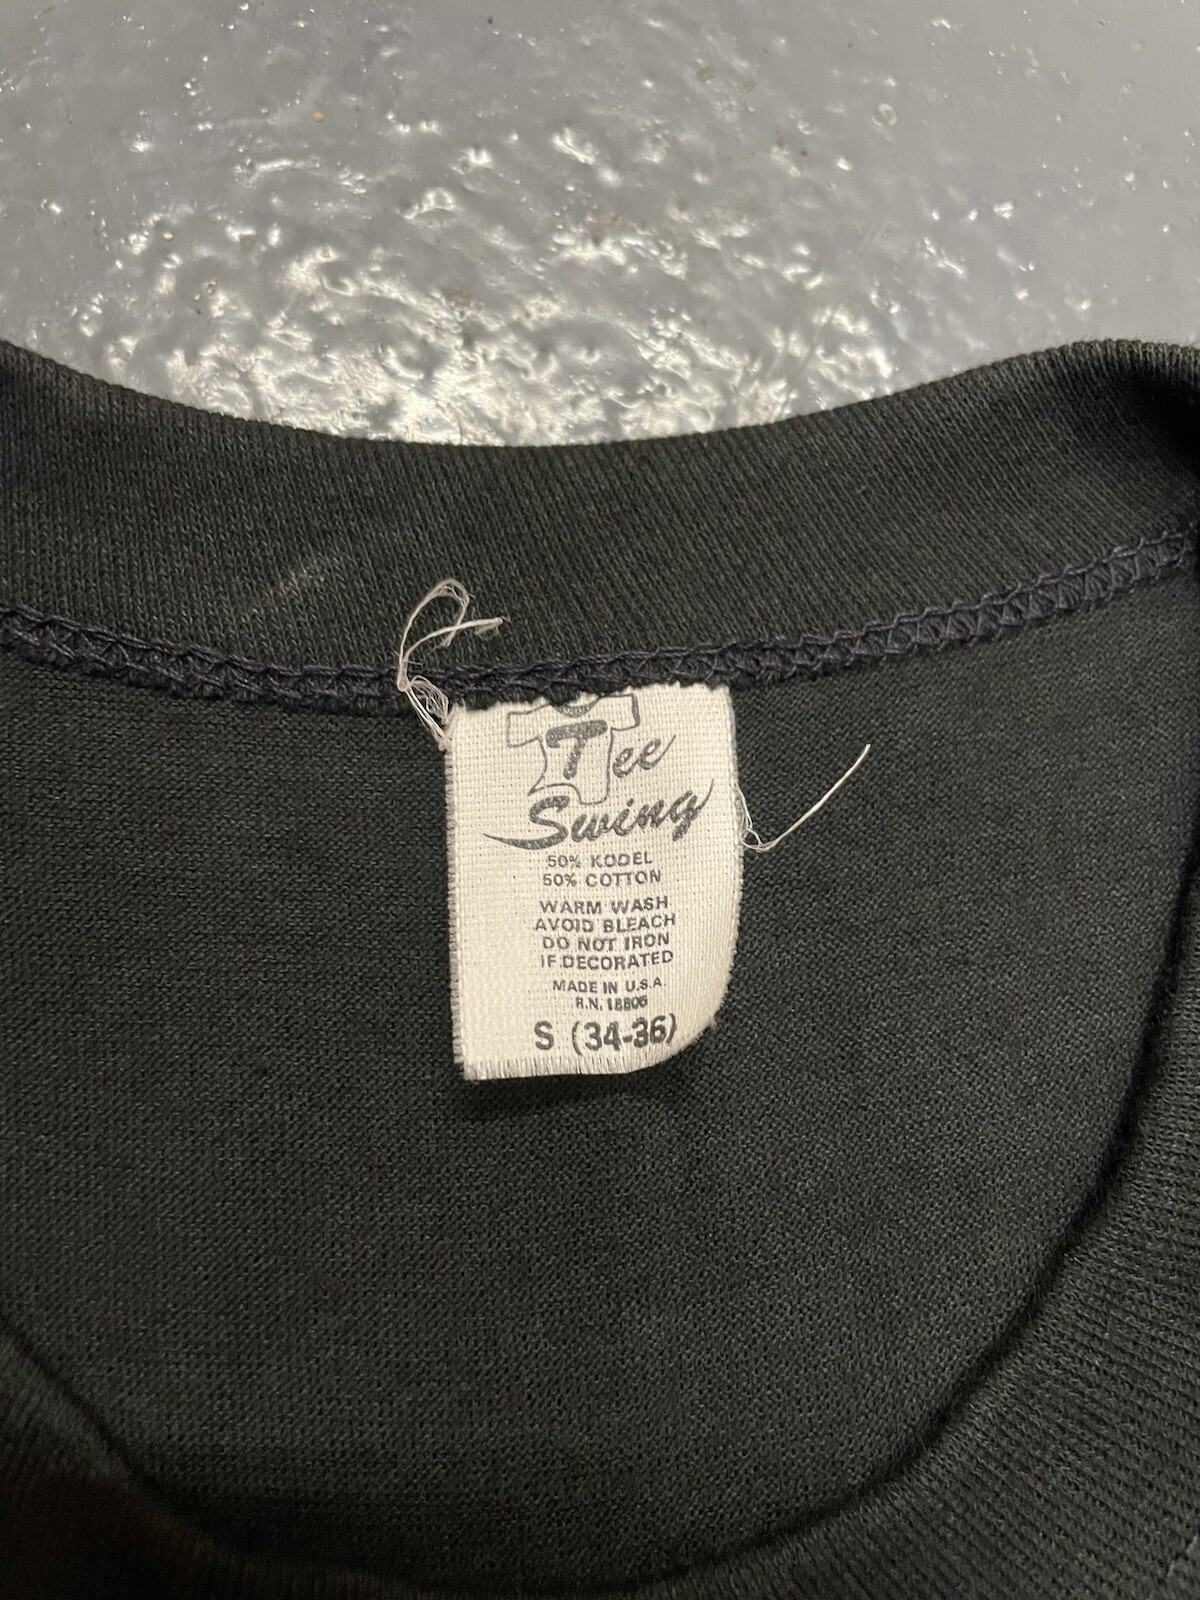 Tee
Swing
50% KODEL
50% COTTON
WARM WASH
AVOID BLEACH
DO NOT IRON
IF DECORATED
MADE IN U.S.A.
R.N. 18806
S (34-36)